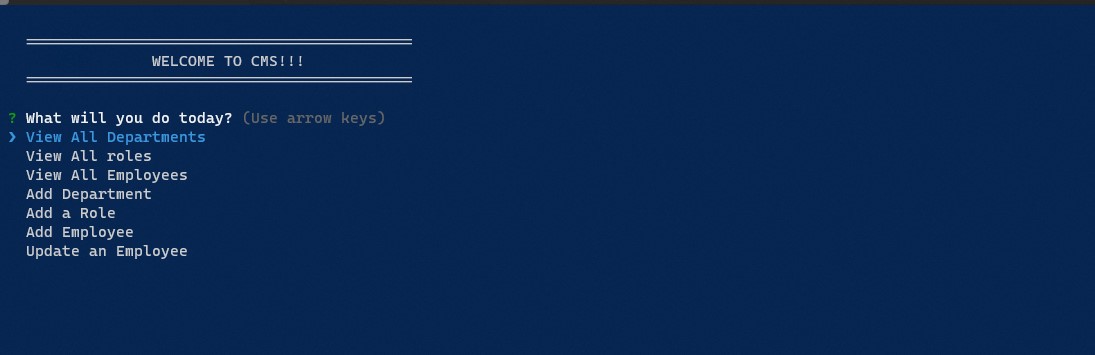 WELCOME TO CMS!!!
? What will you do today? (Use arrow keys)
❯ View All Departments
View All roles
View All Employees
Add Department
Add a Role
Add Employee
Update an Employee